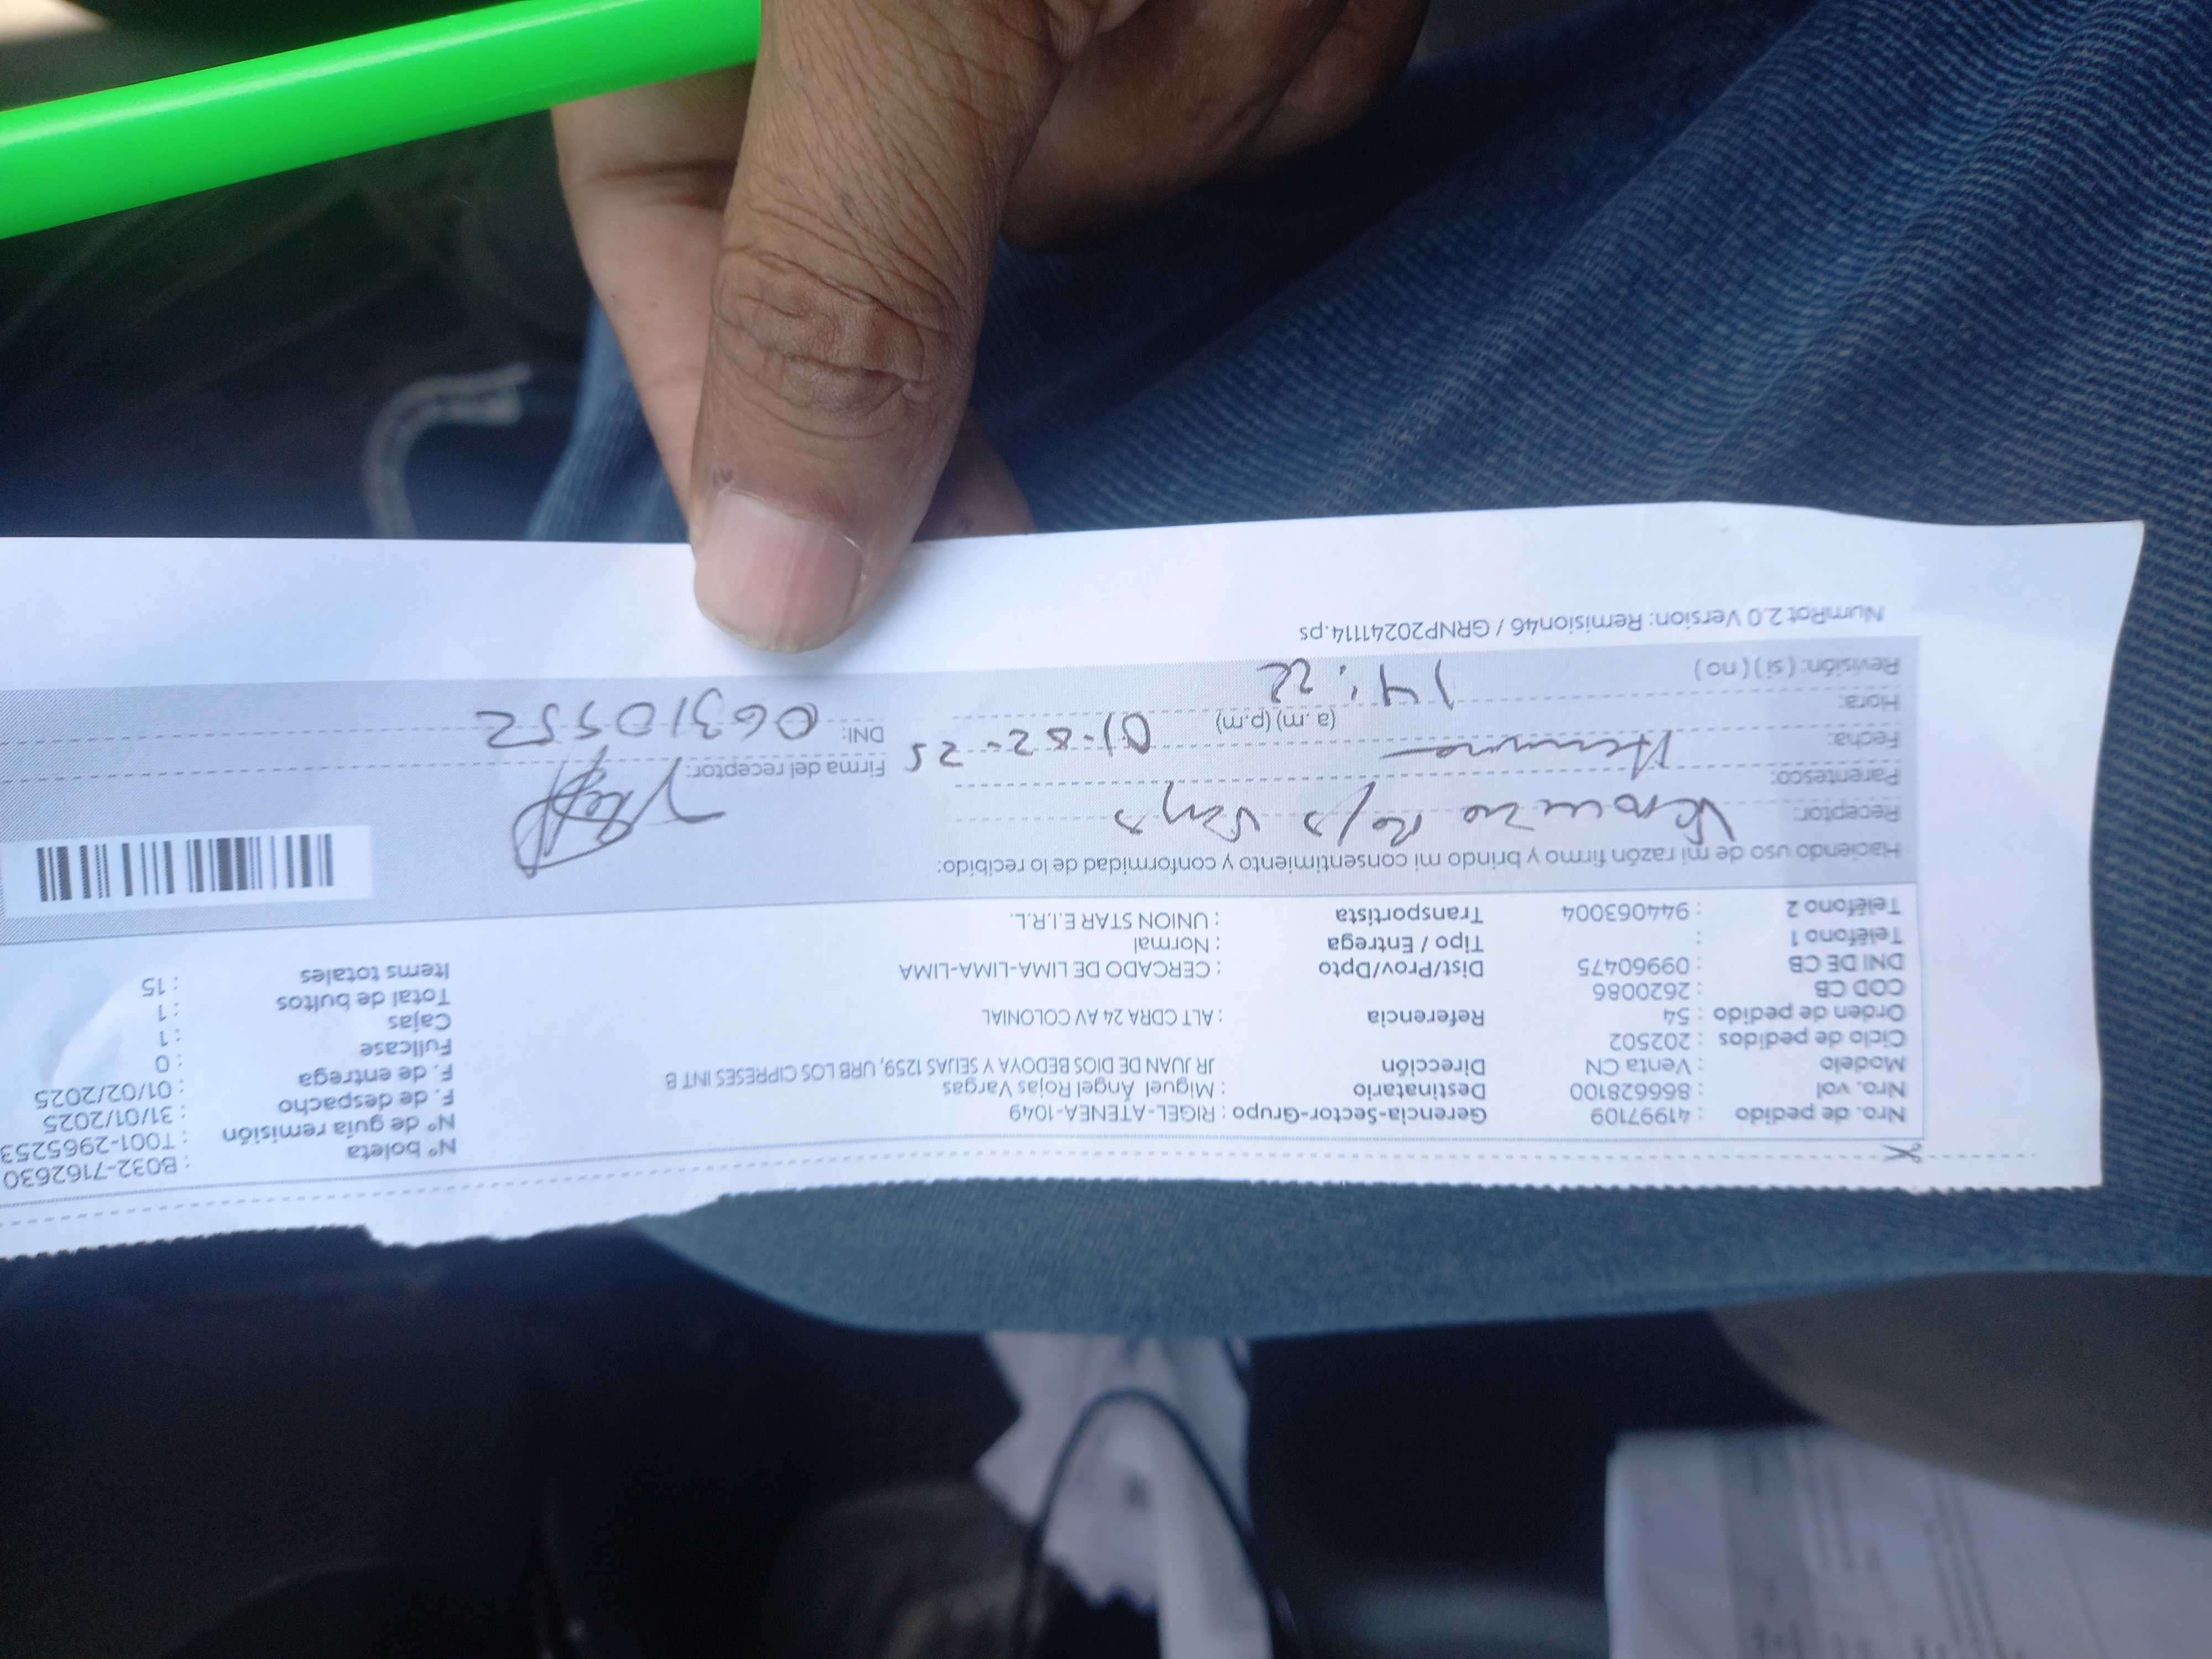 Nro. de pedido : 41997109 Gerencia-Sector-Grupo : RIGEL-ATENEA-1049 N° boleta : B032-7162630
Nro. vol : 866628100 Destinatario : Miguel Ángel Rojas Vargas N° de guía remisión : T001-2965253
Modelo : Venta CN Dirección JR JUAN DE DIOS BEDOYA Y SEIJAS 1259, URB LOS CIPRESES INT B F. de despacho : 31/01/2025
Ciclo de pedidos : 202502 F. de entrega : 01/02/2025
Orden de pedido : 54 Referencia : ALT CDRA 24 AV COLONIAL Fullcase : 0
COD CB : 2620086 Cajas : 1
DNI DE CB : 09960475 Dist/Prov/Dpto : CERCADO DE LIMA-LIMA-LIMA Total de bultos : 1
Teléfono 1 : Tipo / Entrega : Normal Items totales : 15
Teléfono 2 : 944063004 Transportista : UNION STAR E.I.R.L.
Haciendo uso de mi razón firmo y brindo mi consentimiento y conformidad de lo recibido:
Receptor:
Parentesco: Firma del receptor:
Fecha: 01-02-25
Hora: 14:22 (a.m) (p.m) DNI: 06310552
Revisión: ( si ) ( no )
NumRot 2.0 Version: Remision46 / GRNP20241114.ps